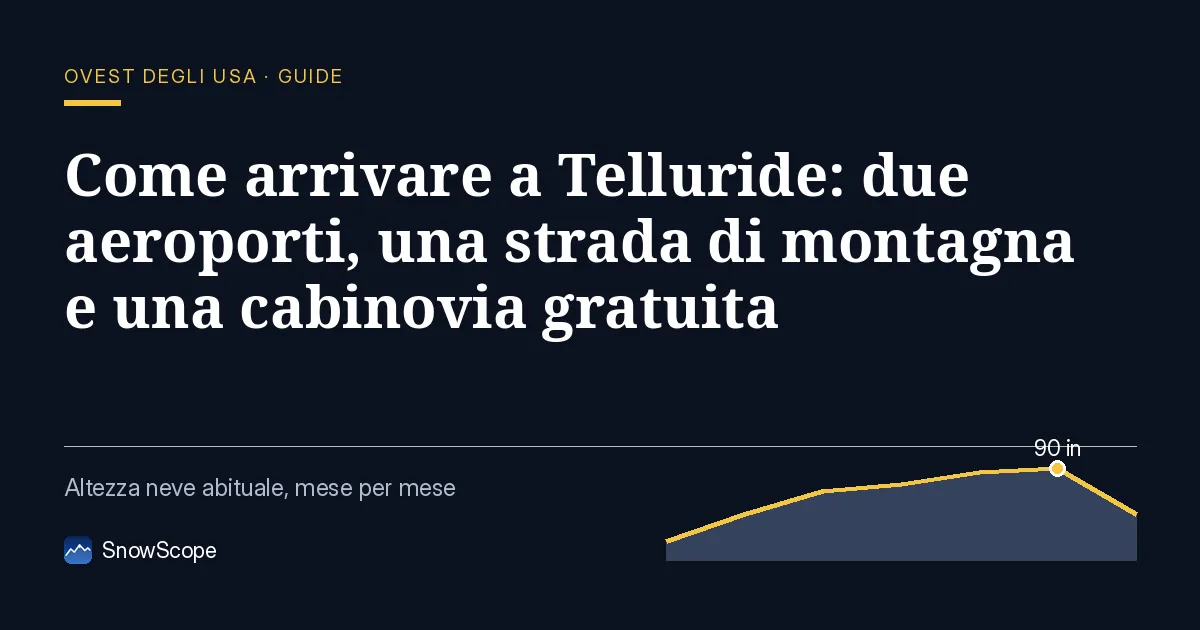 OVEST DEGLI USA · GUIDE
Come arrivare a Telluride: due
aeroporti, una strada di montagna
e una cabinovia gratuita
90 in
Altezza neve abituale, mese per mese
SnowScope